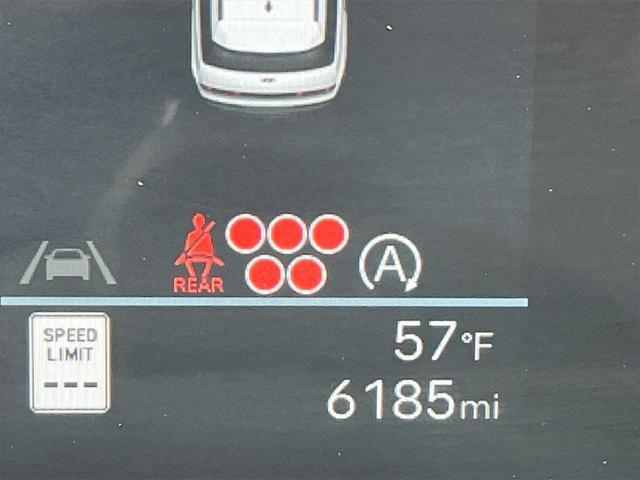 REAR
A
SPEED
LIMIT
---
57°F
6185mi